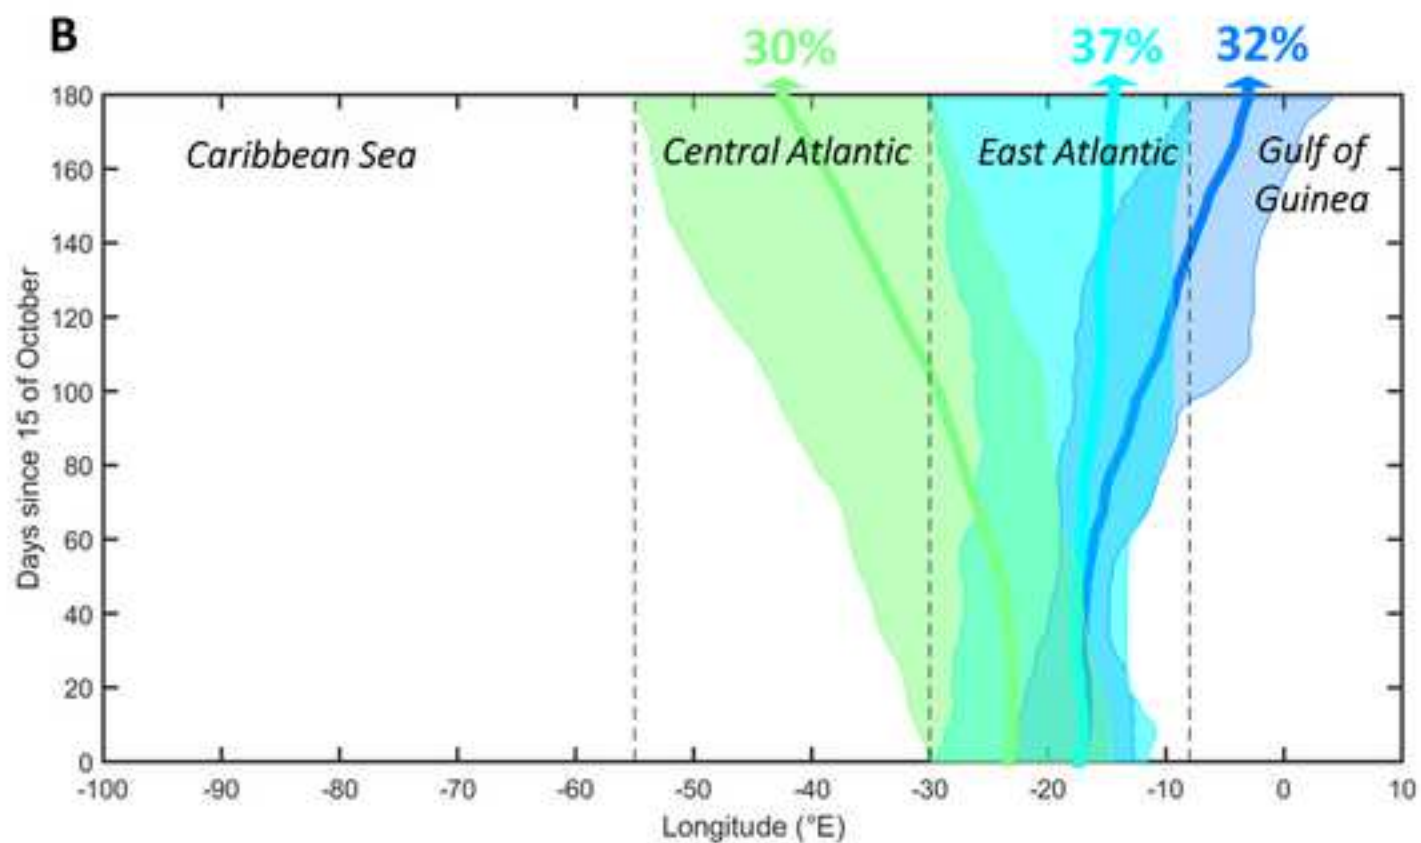 B
30%
37%
32%
180
160
140
120
100
80
60
40
20
0
Days since 15 of October
Caribbean Sea
Central Atlantic
East Atlantic
Gulf of
Guinea
-100 -90 -80 -70 -60 -50 -40 -30 -20 -10 0 10
Longitude (°E)